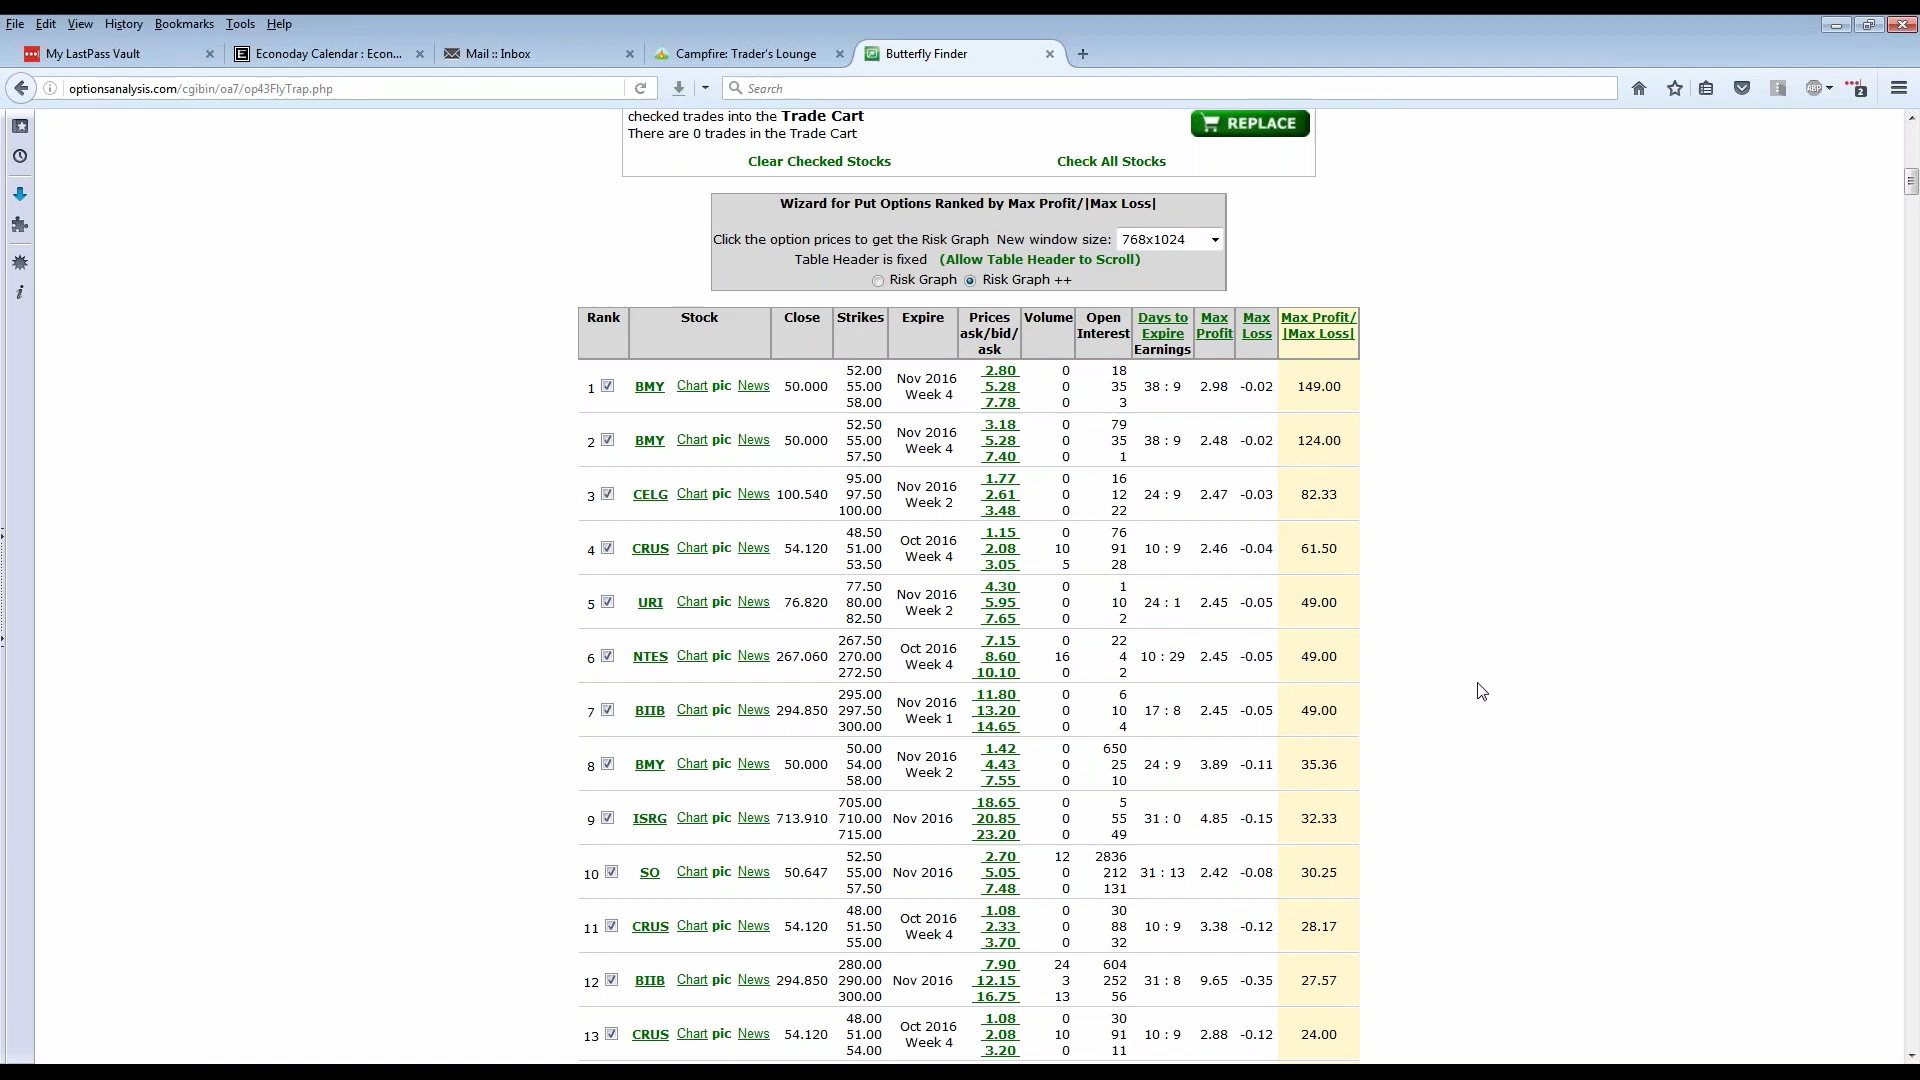 File Edit View History Bookmarks Tools Help
My LastPass Vault Econoday Calendar : Econ... Mail :: Inbox Campfire: Trader's Lounge Butterfly Finder
optionsanalysis.com/cgibin/oa7/op43FlyTrap.php Search ABP 2
checked trades into the Trade Cart
There are 0 trades in the Trade Cart
REPLACE
Clear Checked Stocks Check All Stocks
Wizard for Put Options Ranked by Max Profit/|Max Loss|
Click the option prices to get the Risk Graph New window size: 768x1024
Table Header is fixed (Allow Table Header to Scroll)
Risk Graph Risk Graph ++
Rank Stock Close Strikes Expire Prices Volume Open Days to Max Max Max Profit/
ask/bid/ Interest Expire Profit Loss |Max Loss|
ask Earnings
52.00 2.80 0 18
1 BMY Chart pic News 50.000 55.00 Nov 2016 Week 4 5.28 0 35 38 : 9 2.98 -0.02 149.00
58.00 7.78 0 3
52.50 3.18 0 79
2 BMY Chart pic News 50.000 55.00 Nov 2016 Week 4 5.28 0 35 38 : 9 2.48 -0.02 124.00
57.50 7.40 0 1
95.00 1.77 0 16
3 CELG Chart pic News 100.540 97.50 Nov 2016 Week 2 2.61 0 12 24 : 9 2.47 -0.03 82.33
100.00 3.48 0 22
48.50 1.15 0 76
4 CRUS Chart pic News 54.120 51.00 Oct 2016 Week 4 2.08 10 91 10 : 9 2.46 -0.04 61.50
53.50 3.05 5 28
77.50 4.30 0 1
5 URI Chart pic News 76.820 80.00 Nov 2016 Week 2 5.95 0 10 24 : 1 2.45 -0.05 49.00
82.50 7.65 0 2
267.50 7.15 0 22
6 NTES Chart pic News 267.060 270.00 Oct 2016 Week 4 8.60 16 4 10 : 29 2.45 -0.05 49.00
272.50 10.10 0 2
295.00 11.80 0 6
7 BIIB Chart pic News 294.850 297.50 Nov 2016 Week 1 13.20 0 10 17 : 8 2.45 -0.05 49.00
300.00 14.65 0 4
50.00 1.42 0 650
8 BMY Chart pic News 50.000 54.00 Nov 2016 Week 2 4.43 0 25 24 : 9 3.89 -0.11 35.36
58.00 7.55 0 10
705.00 18.65 0 5
9 ISRG Chart pic News 713.910 710.00 Nov 2016 20.85 0 55 31 : 0 4.85 -0.15 32.33
715.00 23.20 0 49
52.50 2.70 12 2836
10 SO Chart pic News 50.647 55.00 Nov 2016 5.05 0 212 31 : 13 2.42 -0.08 30.25
57.50 7.48 0 131
48.00 1.08 0 30
11 CRUS Chart pic News 54.120 51.50 Oct 2016 Week 4 2.33 0 88 10 : 9 3.38 -0.12 28.17
55.00 3.70 0 32
280.00 7.90 24 604
12 BIIB Chart pic News 294.850 290.00 Nov 2016 12.15 3 252 31 : 8 9.65 -0.35 27.57
300.00 16.75 13 56
48.00 1.08 0 30
13 CRUS Chart pic News 54.120 51.00 Oct 2016 Week 4 2.08 10 91 10 : 9 2.88 -0.12 24.00
54.00 3.20 0 11